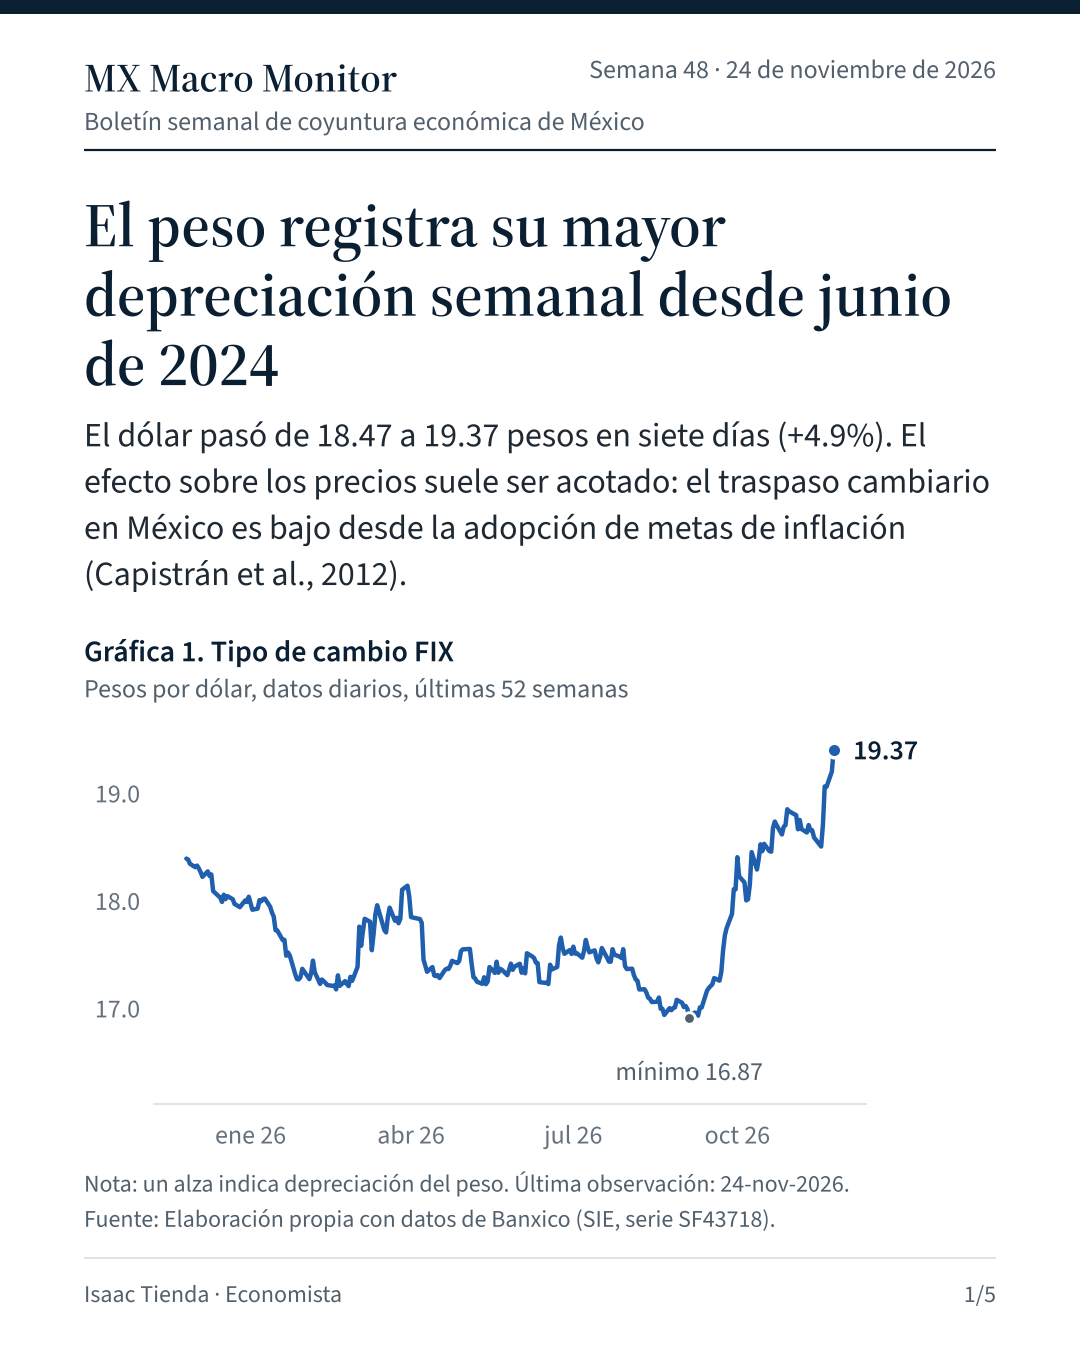 MX Macro Monitor
Semana 48 · 24 de noviembre de 2026
Boletín semanal de coyuntura económica de México
El peso registra su mayor
depreciación semanal desde junio
de 2024
El dólar pasó de 18.47 a 19.37 pesos en siete días (+4.9%). El
efecto sobre los precios suele ser acotado: el traspaso cambiario
en México es bajo desde la adopción de metas de inflación
(Capistrán et al., 2012).
Gráfica 1. Tipo de cambio FIX
Pesos por dólar, datos diarios, últimas 52 semanas
19.37
19.0
18.0
17.0
mínimo 16.87
ene 26 abr 26 jul 26 oct 26
Nota: un alza indica depreciación del peso. Última observación: 24-nov-2026.
Fuente: Elaboración propia con datos de Banxico (SIE, serie SF43718).
Isaac Tienda · Economista
1/5